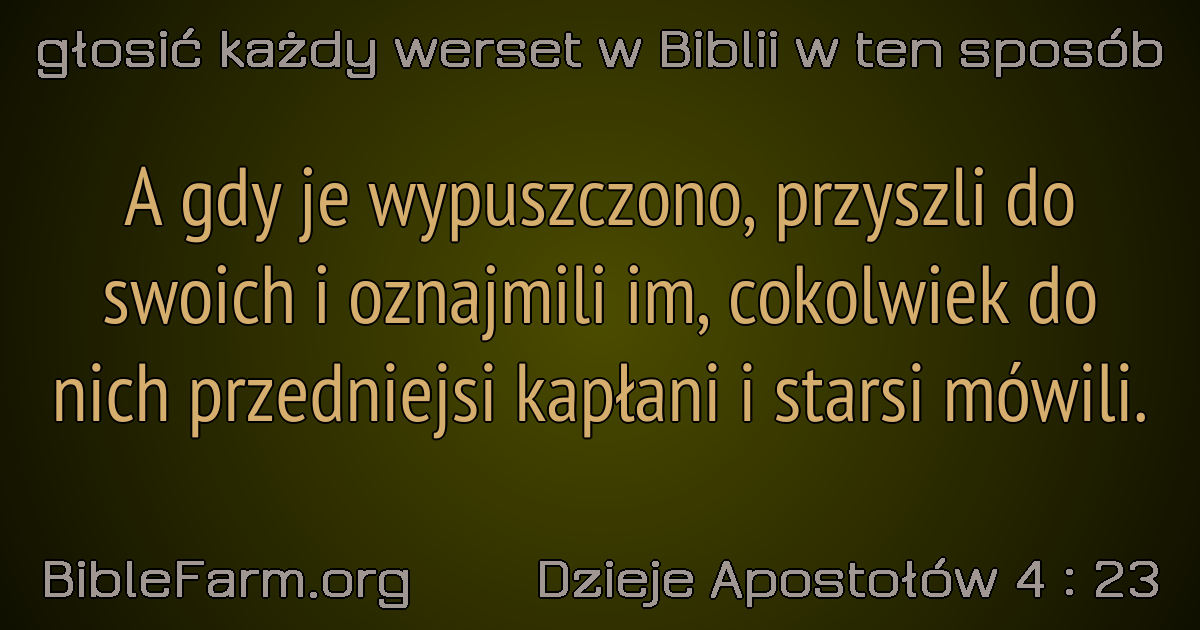 głosić każdy werset w Biblii w ten sposób
A gdy je wypuszczono, przyszli do
swoich i oznajmili im, cokolwiek do
nich przedniejsi kapłani i starsi mówili.
BibleFarm.org
Dzieje Apostołów 4 : 23